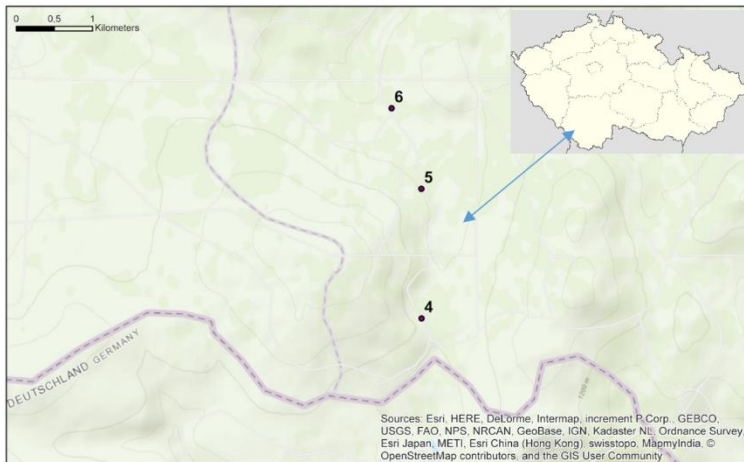 0 0.5 1
Kilometers
6
5
4
DEUTSCHLAND GERMANY
1200 m
Sources: Esri, HERE, DeLorme, Intermap, increment P Corp., GEBCO,
USGS, FAO, NPS, NRCAN, GeoBase, IGN, Kadaster NL, Ordnance Survey,
Esri Japan, METI, Esri China (Hong Kong), swisstopo, MapmyIndia, ©
OpenStreetMap contributors, and the GIS User Community